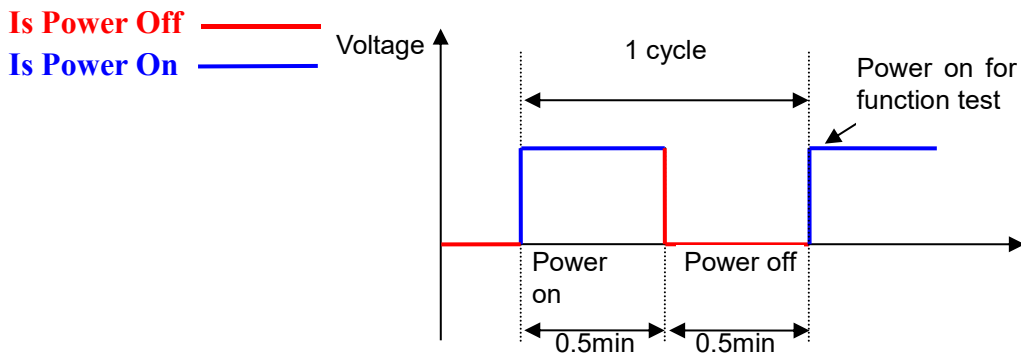 Is Power Off
Is Power On
Voltage
1 cycle
Power on for
function test
Power
on
Power off
0.5min
0.5min